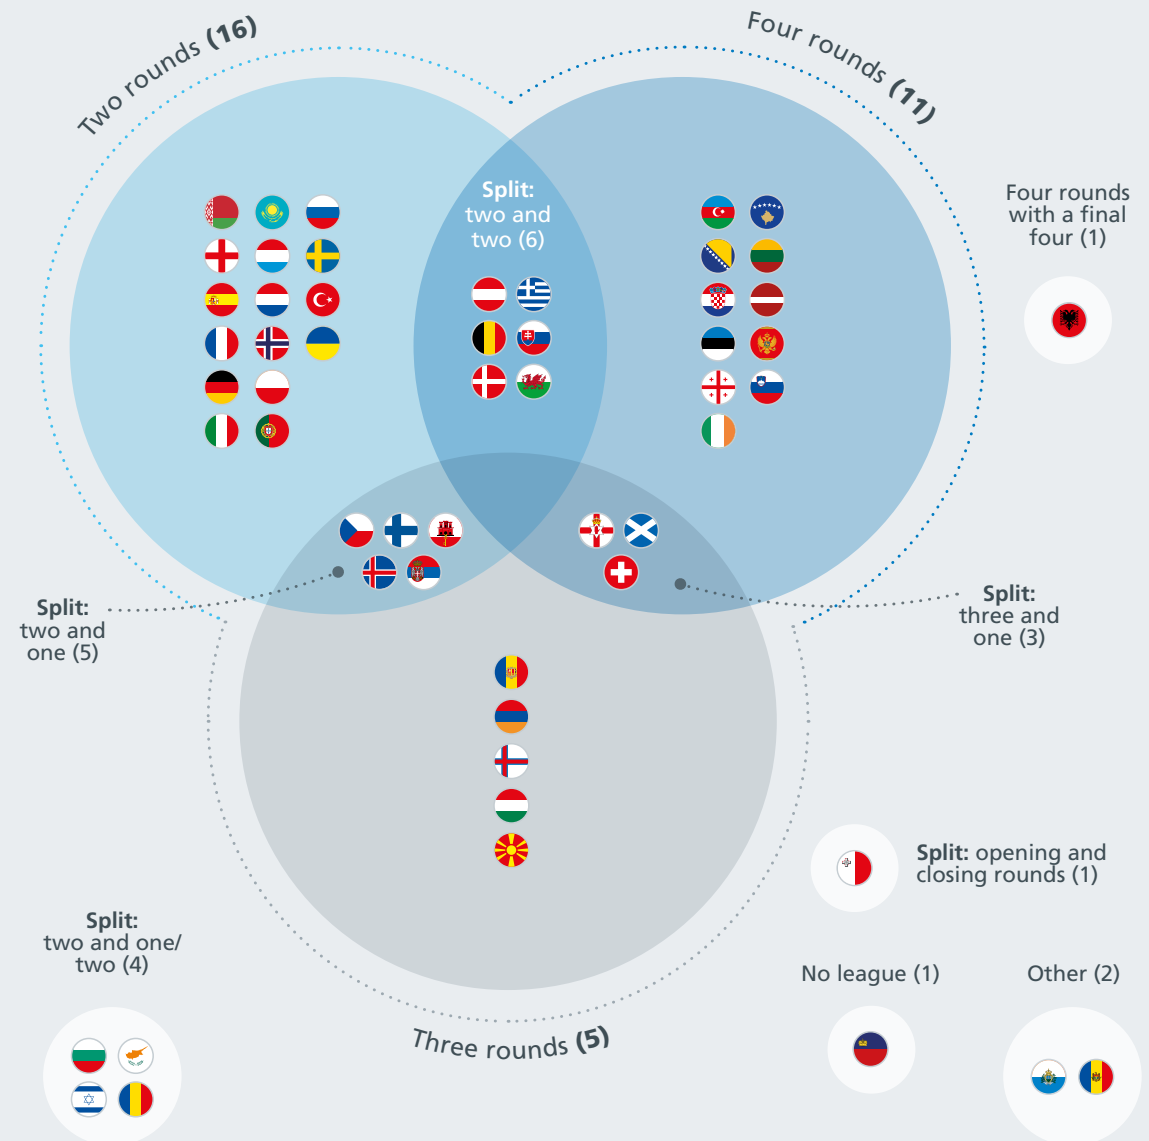 Two rounds (16)
Four rounds (11)
Split:
two and
two (6)
Four rounds
with a final
four (1)
Split:
two and
one (5)
Split:
three and
one (3)
Split: opening and
closing rounds (1)
Split:
two and one/
two (4)
No league (1)
Other (2)
Three rounds (5)